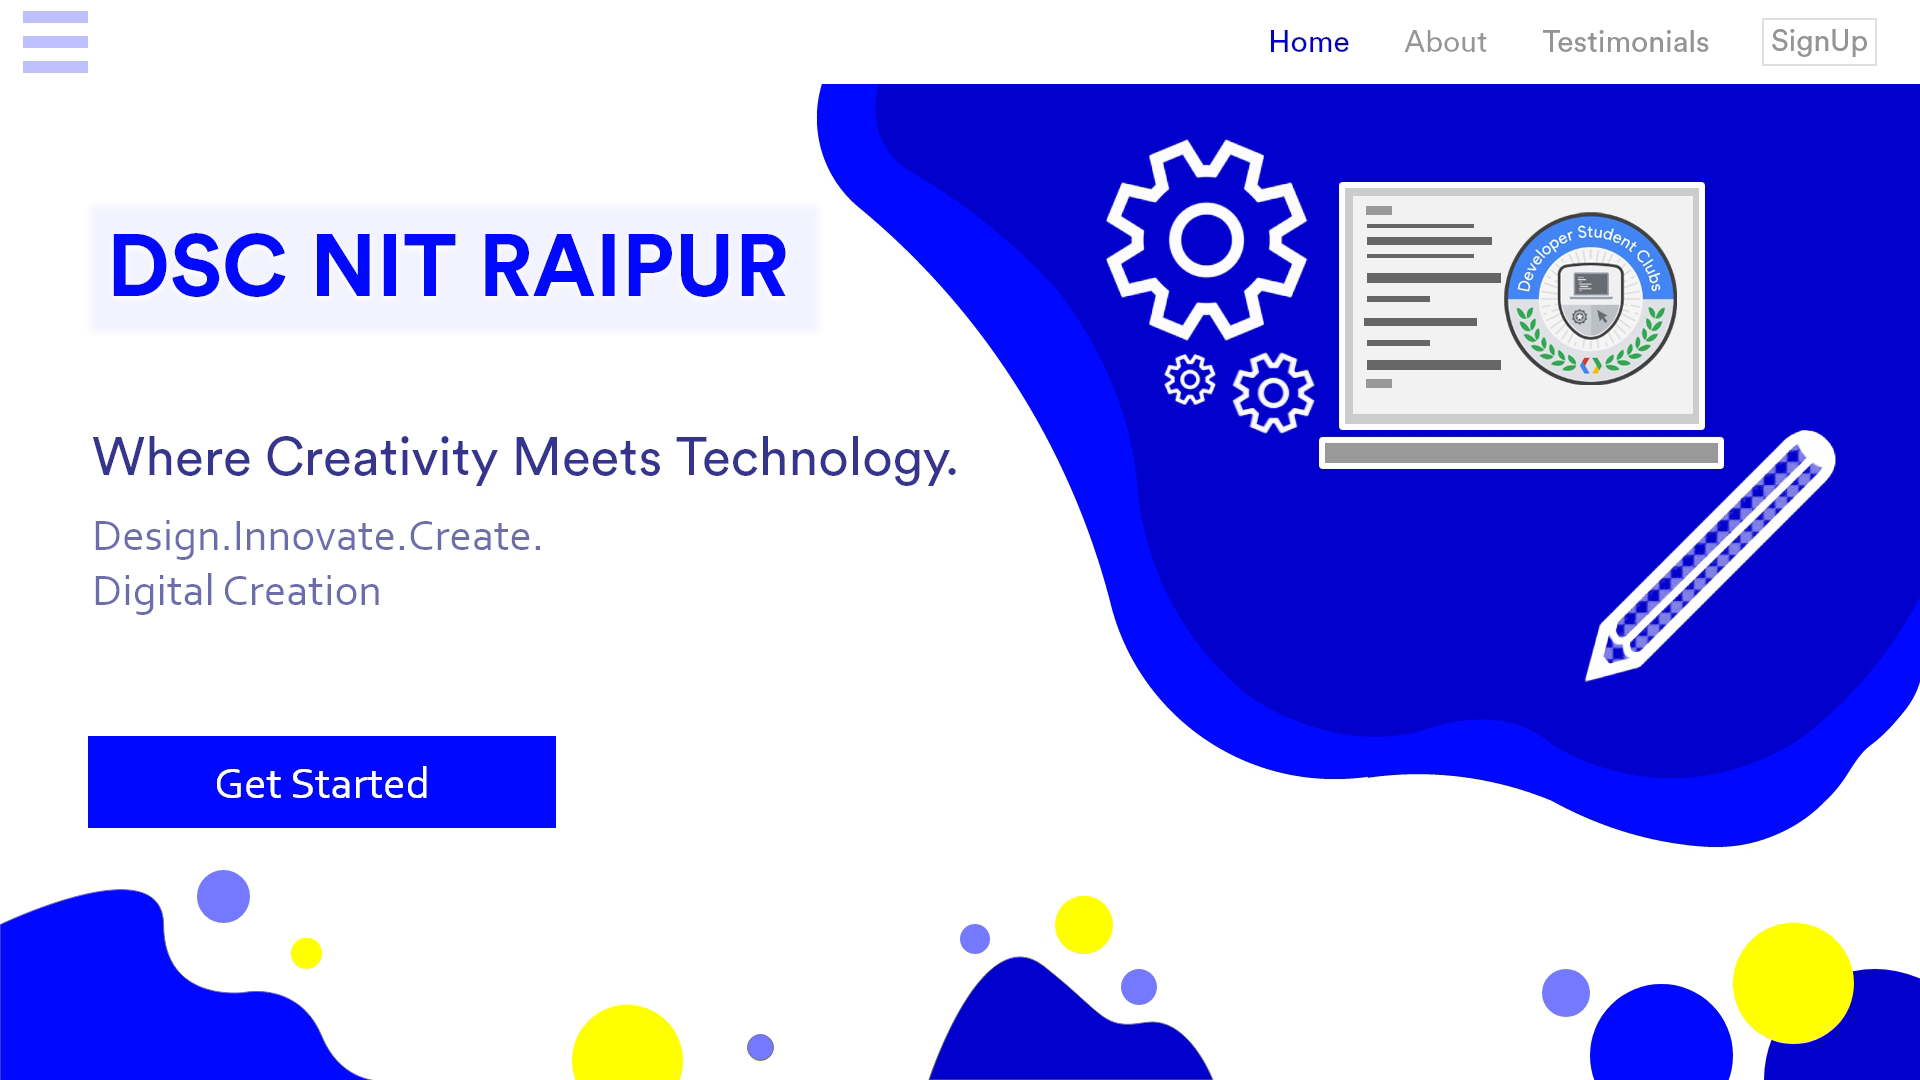 Home About Testimonials SignUp
DSC NIT RAIPUR
Developer Student Clubs
Where Creativity Meets Technology.
Design.Innovate.Create.
Digital Creation
Get Started